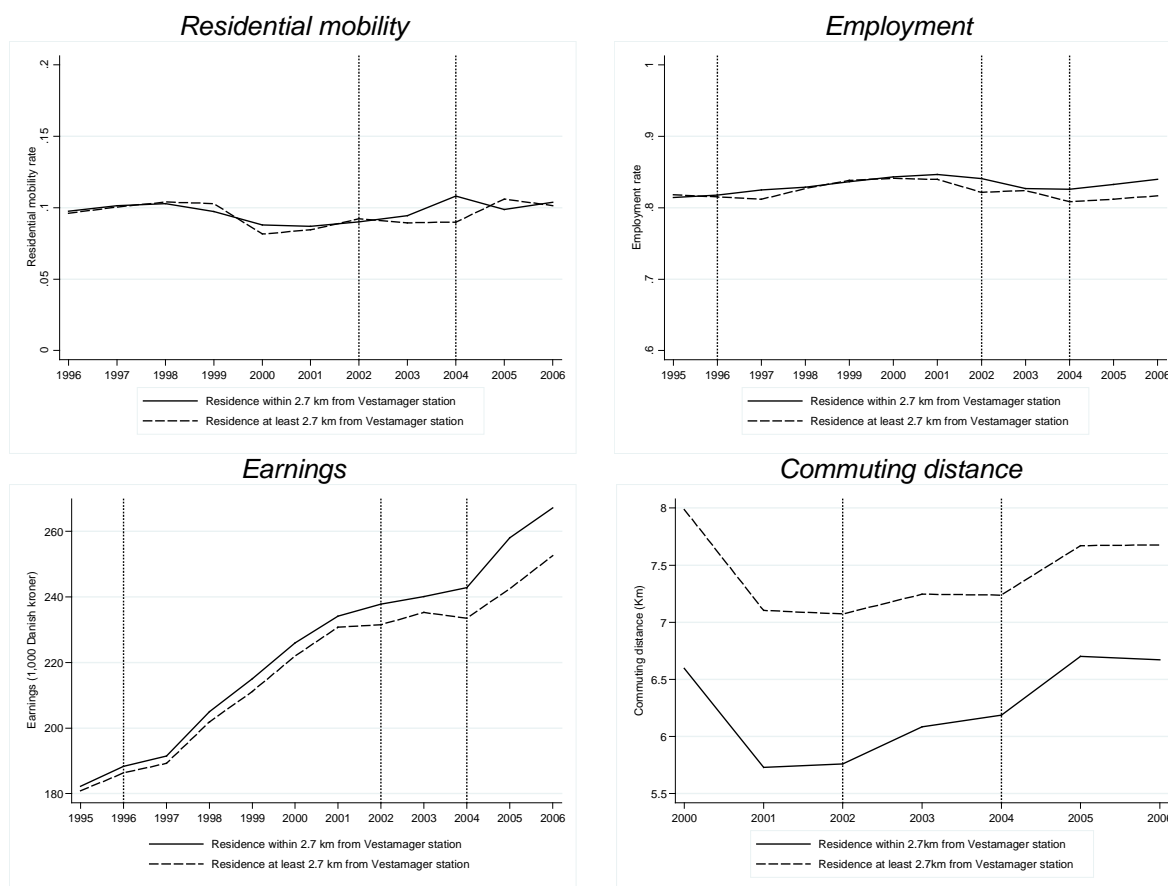 Residential mobility
Residential mobility rate
.2
.15
.1
.05
0
1996 1997 1998 1999 2000 2001 2002 2003 2004 2005 2006
Residence within 2.7 km from Vestamager station
Residence at least 2.7 km from Vestamager station
Employment
Employment rate
1
.9
.8
.7
.6
1995 1996 1997 1998 1999 2000 2001 2002 2003 2004 2005 2006
Residence within 2.7 km from Vestamager station
Residence at least 2.7 km from Vestamager station
Earnings
Earnings (1,000 Danish kroner)
260
240
220
200
180
1995 1996 1997 1998 1999 2000 2001 2002 2003 2004 2005 2006
Residence within 2.7 km from Vestamager station
Residence at least 2.7 km from Vestamager station
Commuting distance
Commuting distance (Km)
8
7.5
7
6.5
6
5.5
2000 2001 2002 2003 2004 2005 2006
Residence within 2.7km from Vestamager station
Residence at least 2.7km from Vestamager station